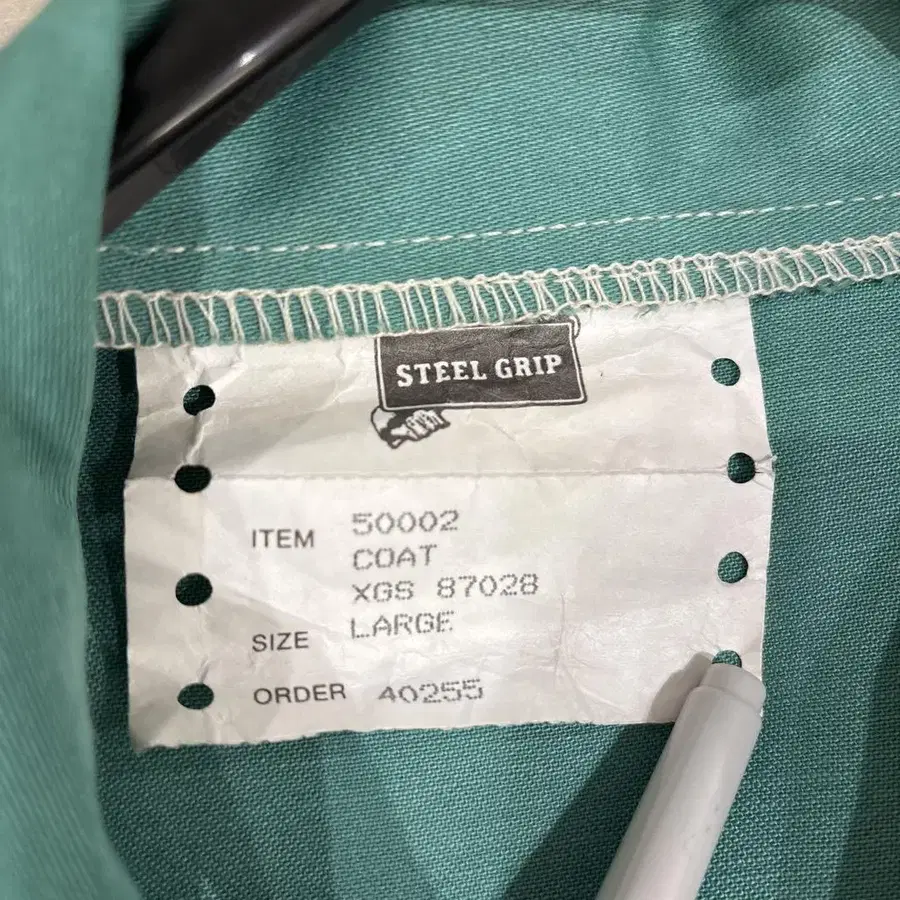 STEEL GRIP
ITEM 50002
COAT
XGS 87028
SIZE LARGE
ORDER 40255